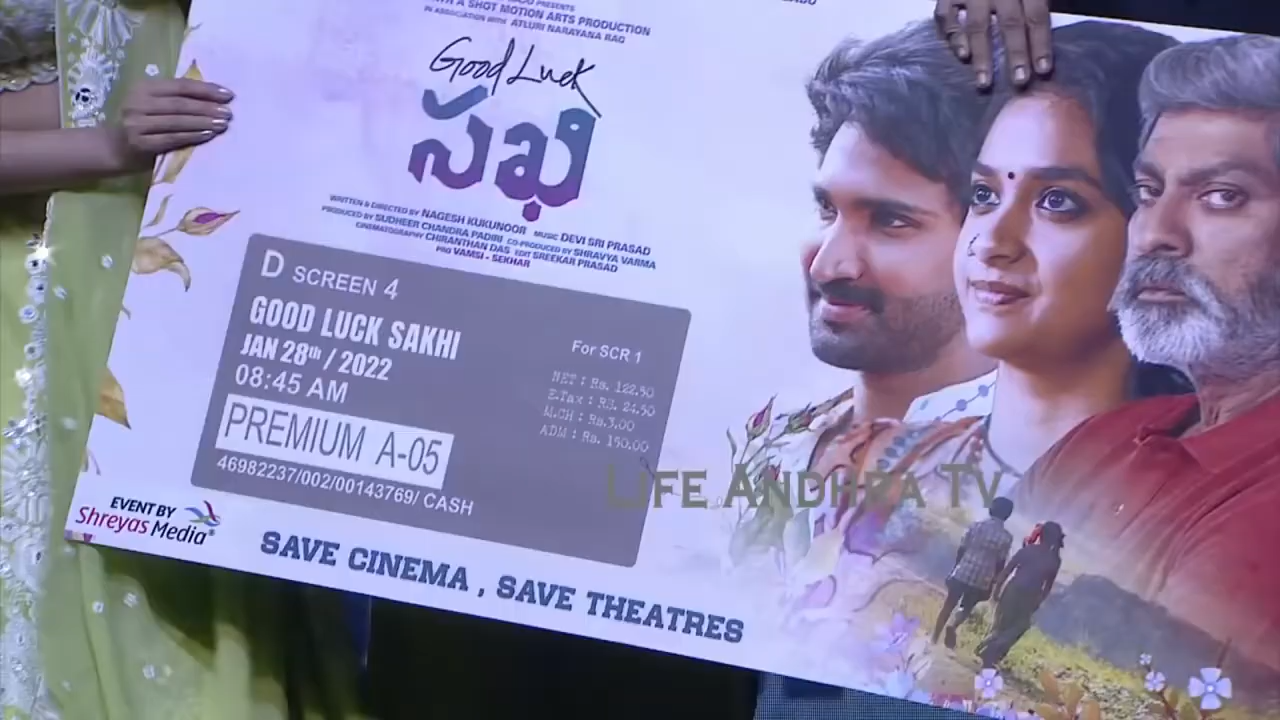 A SHOT MOTION ARTS PRODUCTION
IN ASSOCIATION WITH ATLURI NARAYANA RAO
Good Luck
సఖి
WRITTEN & DIRECTED BY NAGESH KUKUNOOR MUSIC DEVI SRI PRASAD
PRODUCED BY SUDHEER CHANDRA PADIRI CO-PRODUCED BY SHRAVYA VARMA
CINEMATOGRAPHY CHIRANTHAN DAS EDIT SREEKAR PRASAD
PRO VAMSI - SEKHAR
D SCREEN 4
GOOD LUCK SAKHI
JAN 28th / 2022
08:45 AM
PREMIUM A-05
46982237/002/00143769/ CASH
For SCR 1
NET : Rs. 122.50
E.Tax : RS. 24.50
M.CH : Rs.3.00
ADM : Rs. 150.00
LIFE ANDHRA TV
EVENT BY
Shreyas Media®
SAVE CINEMA , SAVE THEATRES